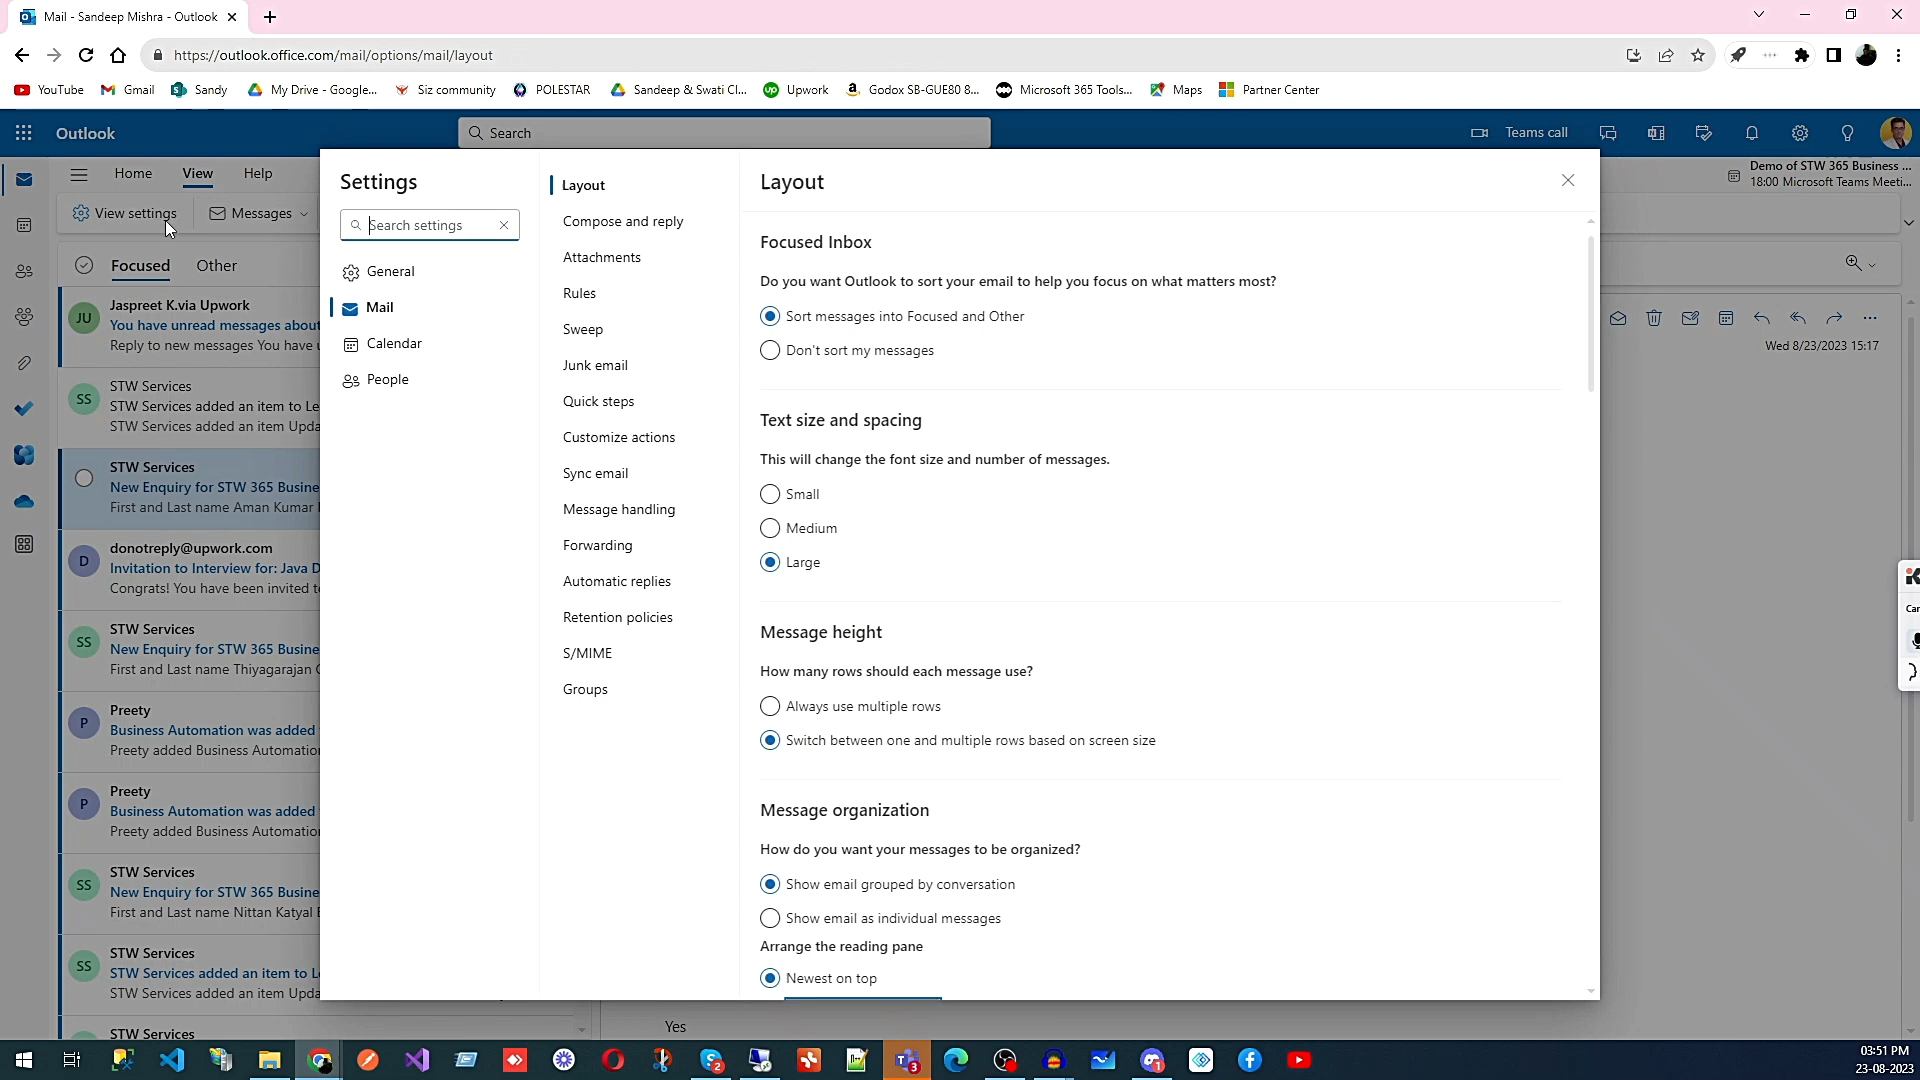 Mail - Sandeep Mishra - Outlook
https://outlook.office.com/mail/options/mail/layout
YouTube
Gmail
Sandy
My Drive - Google...
Siz community
POLESTAR
Sandeep & Swati Cl...
Upwork
Godox SB-GUE80 8...
Microsoft 365 Tools...
Maps
Partner Center
Outlook
Search
Teams call
Home
View
Help
Demo of STW 365 Business ...
18:00 Microsoft Teams Meeti...
View settings
Messages
Focused
Other
JU
Jaspreet K.via Upwork
You have unread messages about
Reply to new messages You have
SS
STW Services
STW Services added an item to Le
STW Services added an item Upda
STW Services
New Enquiry for STW 365 Busine
First and Last name Aman Kumar
D
donotreply@upwork.com
Invitation to Interview for: Java D
Congrats! You have been invited t
SS
STW Services
New Enquiry for STW 365 Busine
First and Last name Thiyagarajan
P
Preety
Business Automation was added
Preety added Business Automation
P
Preety
Business Automation was added
Preety added Business Automation
SS
STW Services
New Enquiry for STW 365 Busine
First and Last name Nittan Katyal
SS
STW Services
STW Services added an item to Le
STW Services added an item Upda
STW Services
Settings
Search settings
General
Mail
Calendar
People
Layout
Compose and reply
Attachments
Rules
Sweep
Junk email
Quick steps
Customize actions
Sync email
Message handling
Forwarding
Automatic replies
Retention policies
S/MIME
Groups
Layout
Focused Inbox
Do you want Outlook to sort your email to help you focus on what matters most?
Sort messages into Focused and Other
Don't sort my messages
Text size and spacing
This will change the font size and number of messages.
Small
Medium
Large
Message height
How many rows should each message use?
Always use multiple rows
Switch between one and multiple rows based on screen size
Message organization
How do you want your messages to be organized?
Show email grouped by conversation
Show email as individual messages
Arrange the reading pane
Newest on top
Wed 8/23/2023 15:17
Yes
Car
2
3
1
03:51 PM
23-08-2023